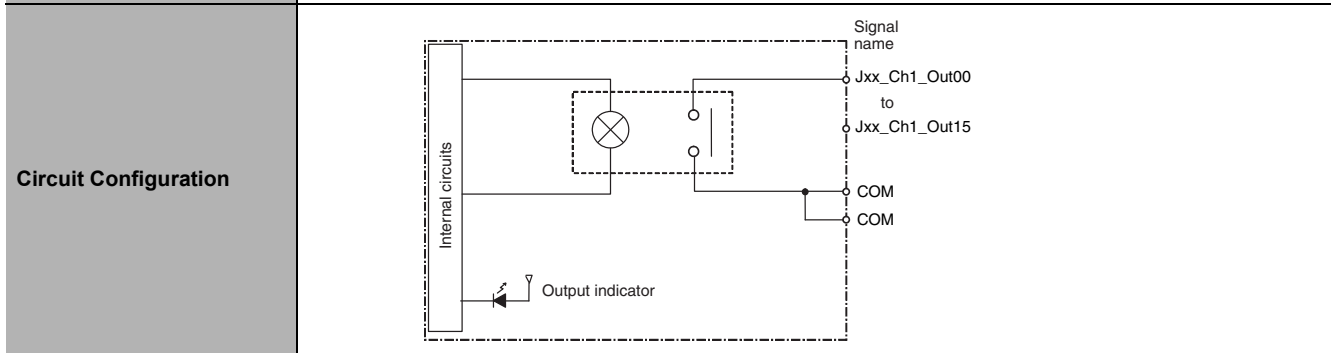 Circuit Configuration
Signal
name
Jxx_Ch1_Out00
to
Jxx_Ch1_Out15
Internal circuits
COM
COM
Output indicator